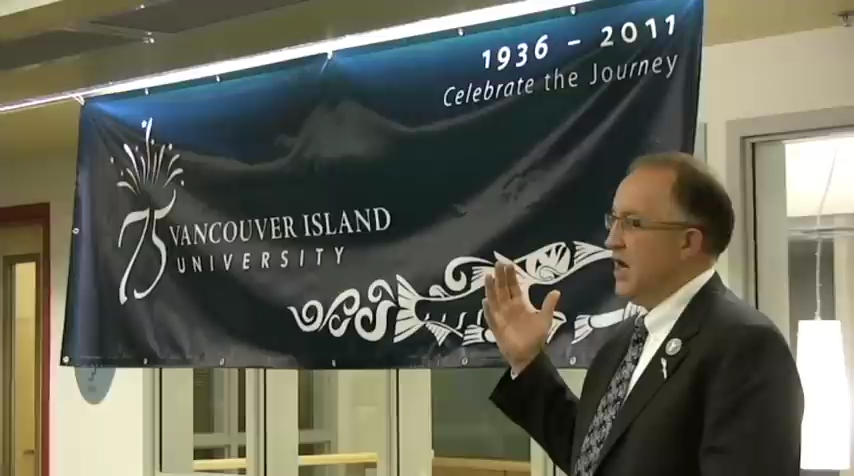 1936 – 2011
Celebrate the Journey
75
VANCOUVER ISLAND
UNIVERSITY